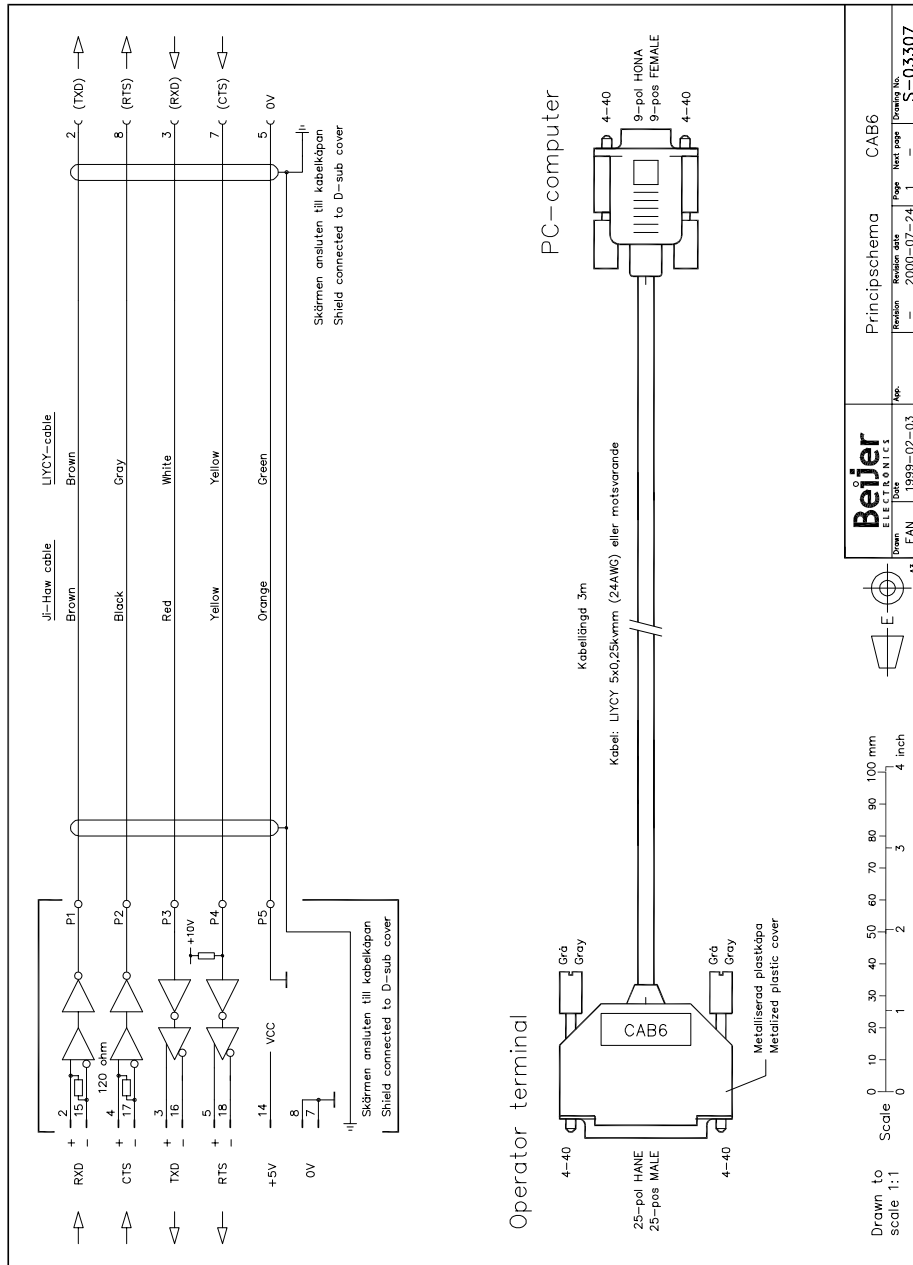 Ji-Haw cable
LIYCY-cable
RXD + 2
- 15
120 ohm
P1
Brown
Brown
2 (TXD)
CTS + 4
- 17
P2
Black
Gray
8 (RTS)
TXD + 3
- 16
P3
Red
White
3 (RXD)
+10V
RTS + 5
- 18
P4
Yellow
Yellow
7 (CTS)
+5V 14
VCC
P5
Orange
Green
5 0V
0V 8
7
Skärmen ansluten till kabelkåpan
Shield connected to D-sub cover
Skärmen ansluten till kabelkåpan
Shield connected to D-sub cover
Operator terminal
PC-computer
4-40
25-pol HANE
25-pos MALE
4-40
Grå
Gray
CAB6
Grå
Gray
Metalliserad plastkåpa
Metalized plastic cover
Kabellängd 3m
Kabel: LIYCY 5x0,25kvmm (24AWG) eller motsvarande
4-40
9-pol HONA
9-pos FEMALE
4-40
Drawn to
scale 1:1
Scale
0 10 20 30 40 50 60 70 80 90 100 mm
0 1 2 3 4 inch
E
A3
Beijer
ELECTRONICS
Principschema CAB6
Drawn
FAN
Date
1999-02-03
App.
Revision
-
Revision date
2000-07-24
Page
1
Next page
-
Drawing No.
S-03307